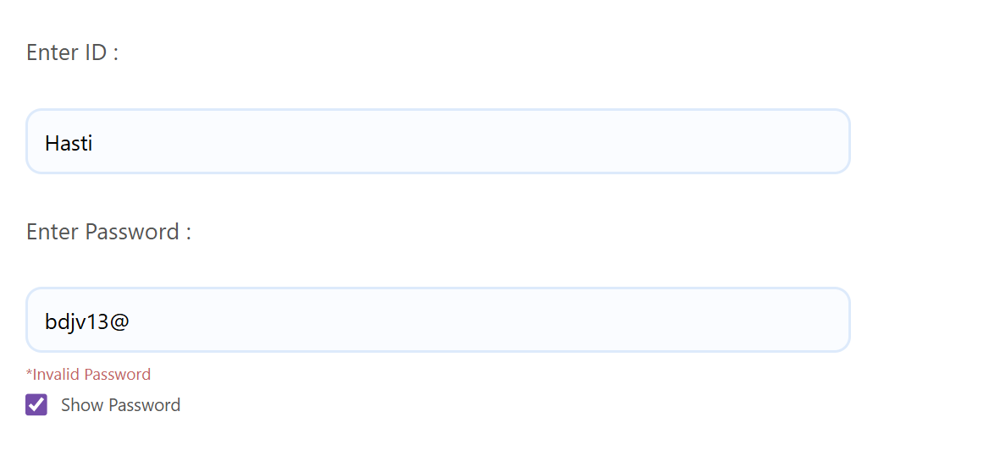 Enter ID :
Hasti
Enter Password :
bdjv13@
*Invalid Password
Show Password